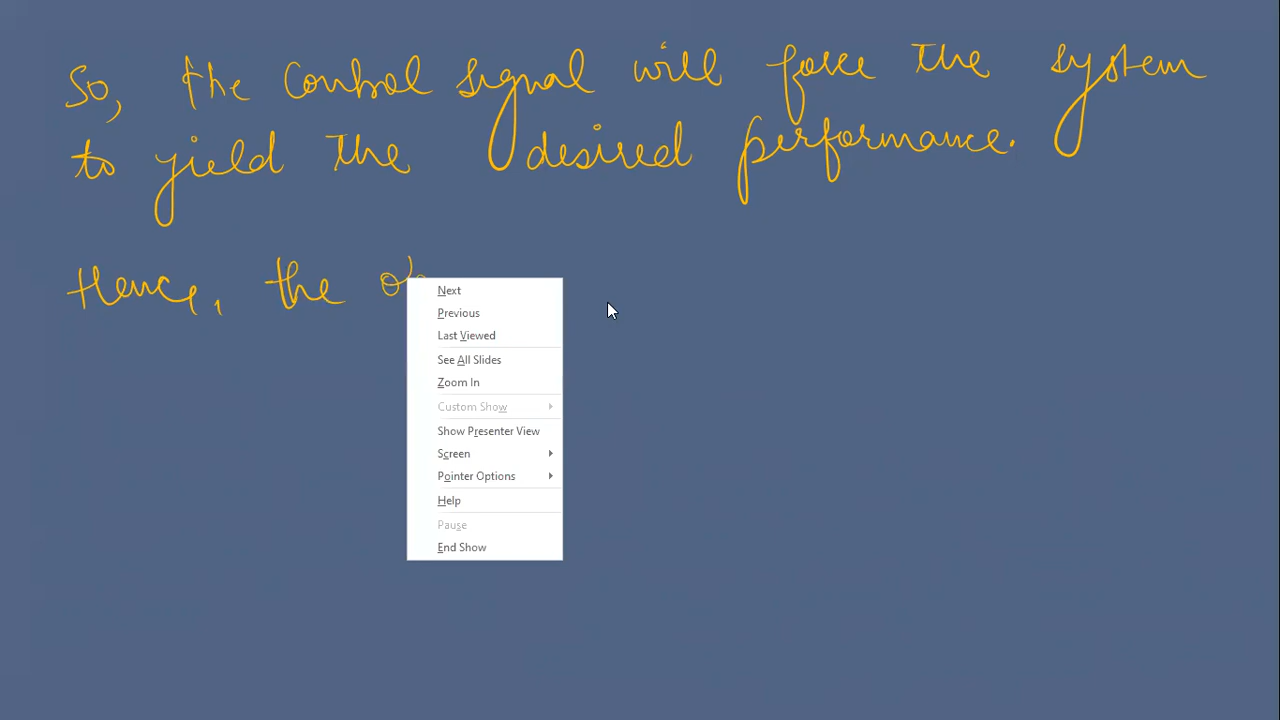 So, the Control signal will force the system
to yield the desired performance.
Hence, the
Next
Previous
Last Viewed
See All Slides
Zoom In
Custom Show
Show Presenter View
Screen
Pointer Options
Help
Pause
End Show